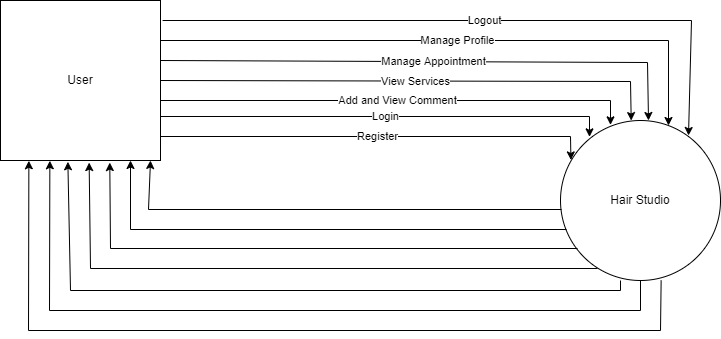 Logout
Manage Profile
Manage Appointment
User
View Services
Add and View Comment
Login
Register
Hair Studio